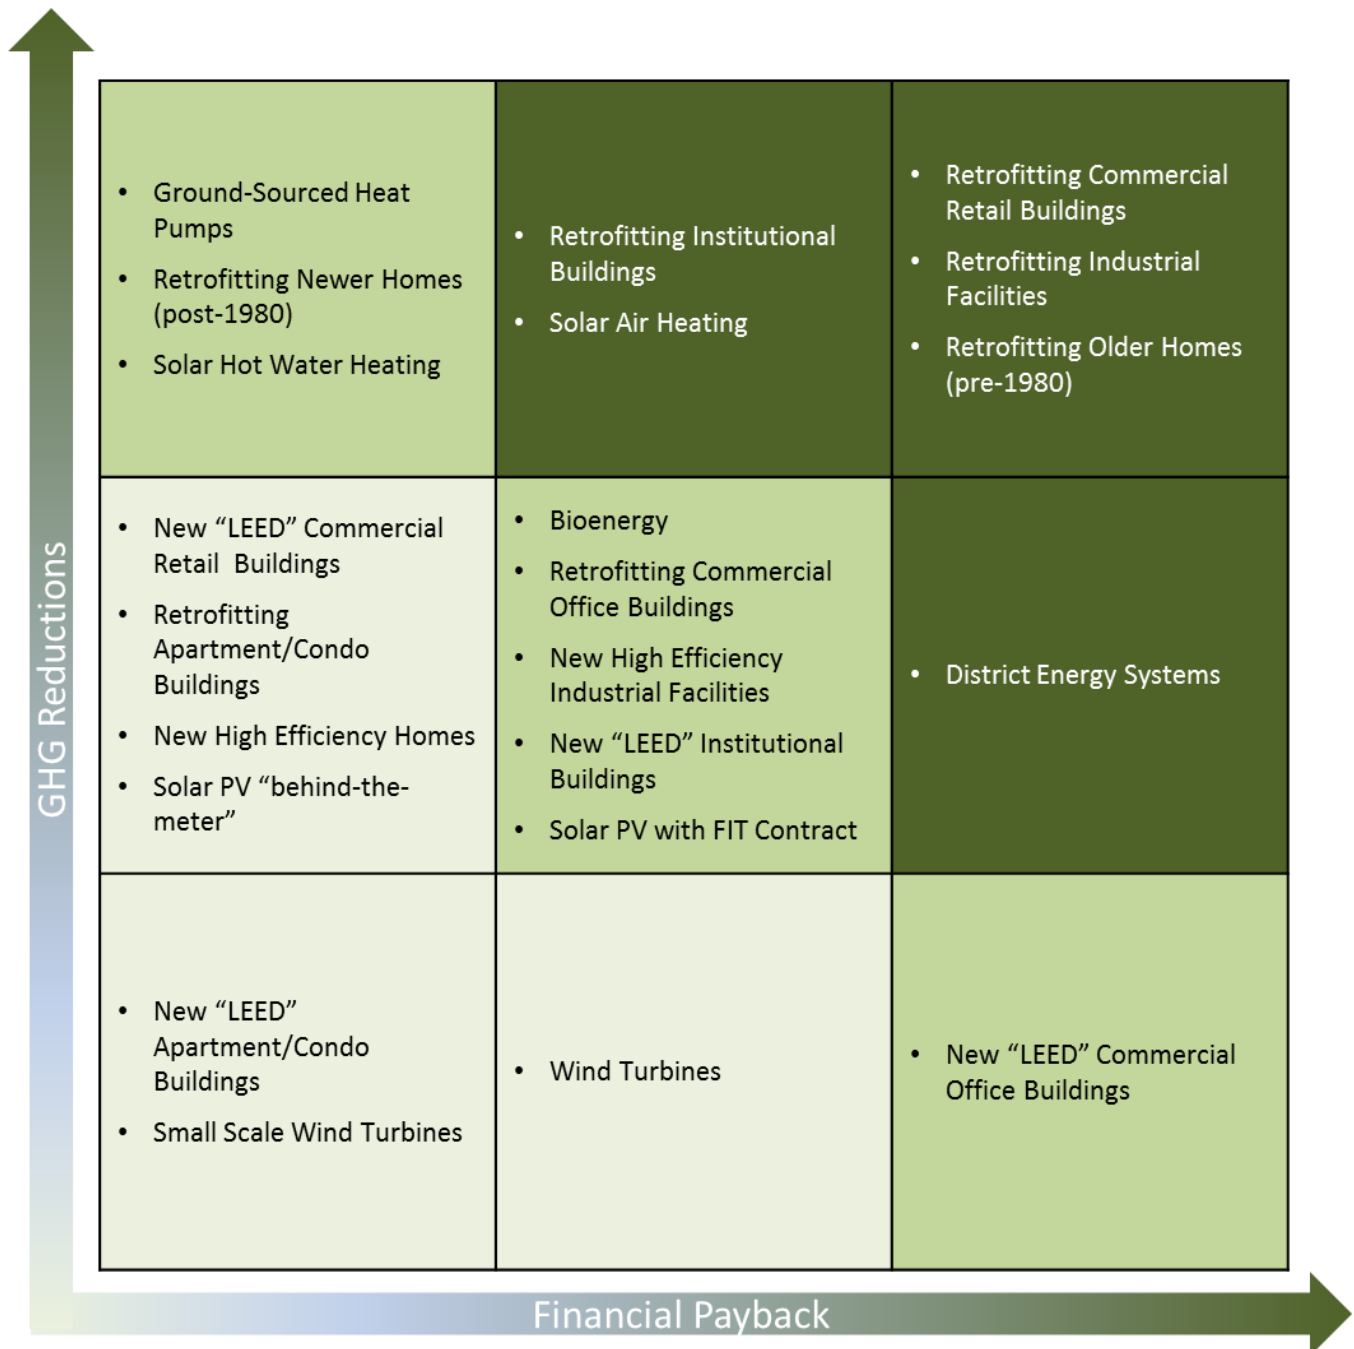 • Ground-Sourced Heat
Pumps
• Retrofitting Newer Homes
(post-1980)
• Solar Hot Water Heating
• Retrofitting Institutional
Buildings
• Solar Air Heating
• Retrofitting Commercial
Retail Buildings
• Retrofitting Industrial
Facilities
• Retrofitting Older Homes
(pre-1980)
GHG Reductions
• New “LEED” Commercial
Retail Buildings
• Retrofitting
Apartment/Condo
Buildings
• New High Efficiency Homes
• Solar PV “behind-the-
meter”
• Bioenergy
• Retrofitting Commercial
Office Buildings
• New High Efficiency
Industrial Facilities
• New “LEED” Institutional
Buildings
• Solar PV with FIT Contract
• District Energy Systems
• New “LEED”
Apartment/Condo
Buildings
• Small Scale Wind Turbines
• Wind Turbines
• New “LEED” Commercial
Office Buildings
Financial Payback